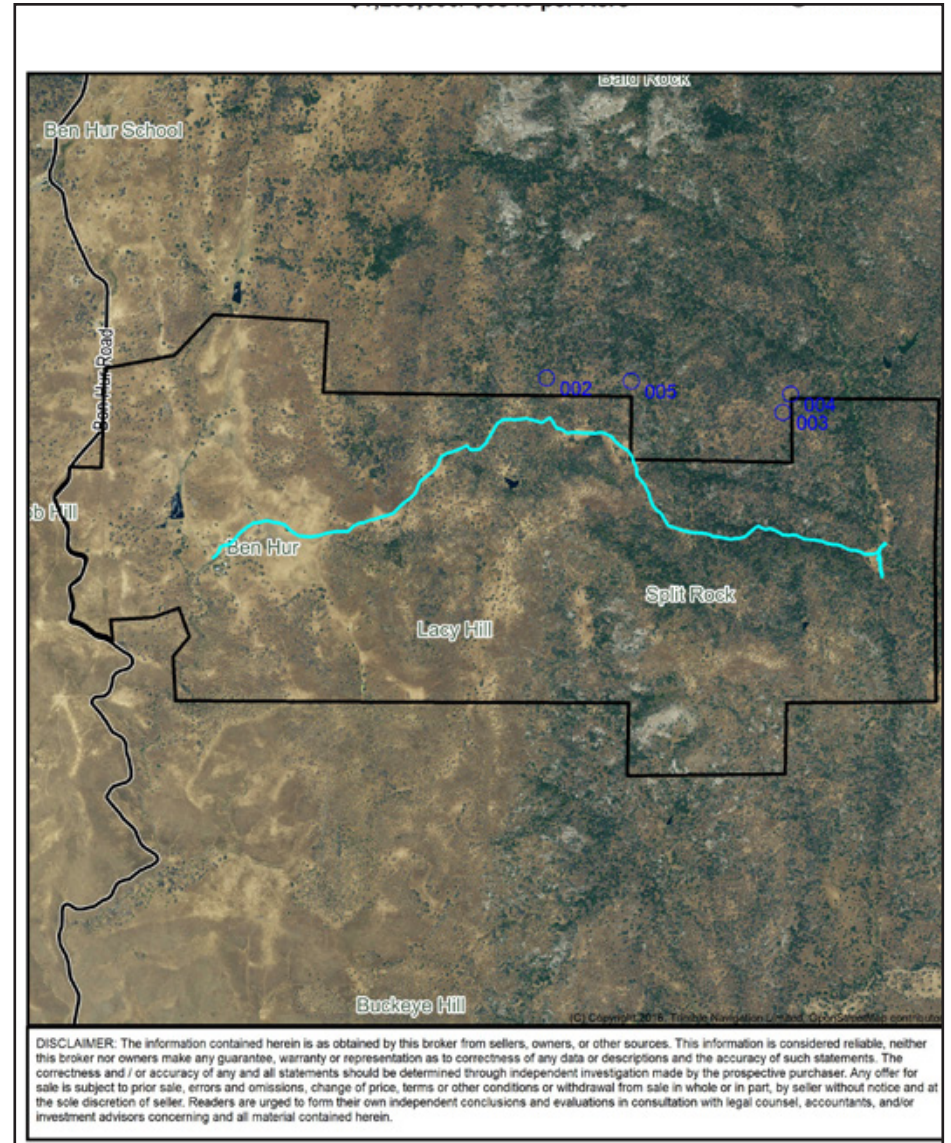 Bald Rock
Ben Hur School
Ben Hur Road
002
005
004
003
b Hill
Ben Hur
Split Rock
Lacy Hill
Buckeye Hill
(C) Copyright 2016, Trimble Navigation Limited, OpenStreetMap contributor
DISCLAIMER: The information contained herein is as obtained by this broker from sellers, owners, or other sources. This information is considered reliable, neither
this broker nor owners make any guarantee, warranty or representation as to correctness of any data or descriptions and the accuracy of such statements. The
correctness and / or accuracy of any and all statements should be determined through independent investigation made by the prospective purchaser. Any offer for
sale is subject to prior sale, errors and omissions, change of price, terms or other conditions or withdrawal from sale in whole or in part, by seller without notice and at
the sole discretion of seller. Readers are urged to form their own independent conclusions and evaluations in consultation with legal counsel, accountants, and/or
investment advisors concerning and all material contained herein.